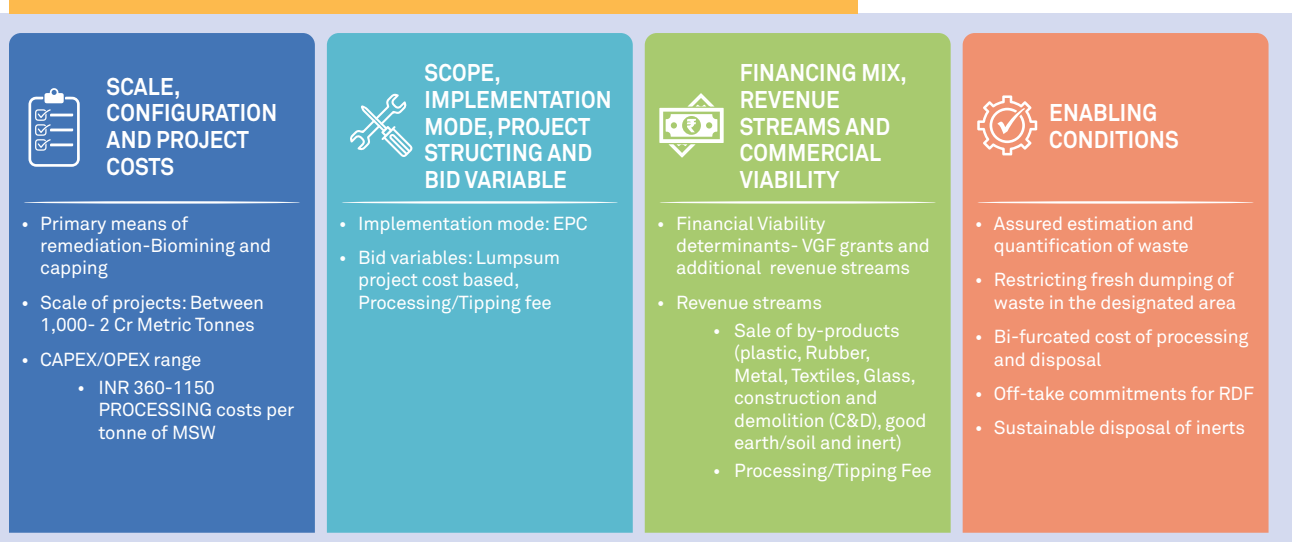 SCALE,
CONFIGURATION
AND PROJECT
COSTS
• Primary means of
remediation-Biomining and
capping
• Scale of projects: Between
1,000- 2 Cr Metric Tonnes
• CAPEX/OPEX range
• INR 360-1150
PROCESSING costs per
tonne of MSW
SCOPE,
IMPLEMENTATION
MODE, PROJECT
STRUCTING AND
BID VARIABLE
• Implementation mode: EPC
• Bid variables: Lumpsum
project cost based,
Processing/Tipping fee
FINANCING MIX,
REVENUE
STREAMS AND
COMMERCIAL
VIABILITY
• Financial Viability
determinants- VGF grants and
additional revenue streams
• Revenue streams
• Sale of by-products
(plastic, Rubber,
Metal, Textiles, Glass,
construction and
demolition (C&D), good
earth/soil and inert)
• Processing/Tipping Fee
ENABLING
CONDITIONS
• Assured estimation and
quantification of waste
• Restricting fresh dumping of
waste in the designated area
• Bi-furcated cost of processing
and disposal
• Off-take commitments for RDF
• Sustainable disposal of inerts